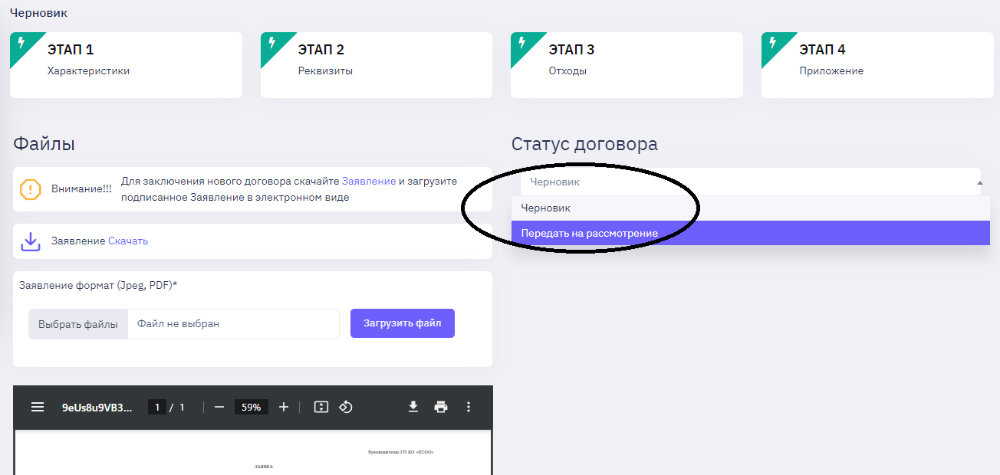 Черновик
ЭТАП 1
Характеристики
ЭТАП 2
Реквизиты
ЭТАП 3
Отходы
ЭТАП 4
Приложение
Файлы
Внимание!!!
Для заключения нового договора скачайте Заявление и загрузите
подписанное Заявление в электронном виде
Заявление Скачать
Заявление формат (Jpeg, PDF)*
Выбрать файлы
Файл не выбран
Загрузить файл
Статус договора
Черновик
Черновик
Передать на рассмотрение
9eUs8u9VB3...
1 / 1
59%
Руководителю ГП КО «ЕСОО»
ЗАЯВКА